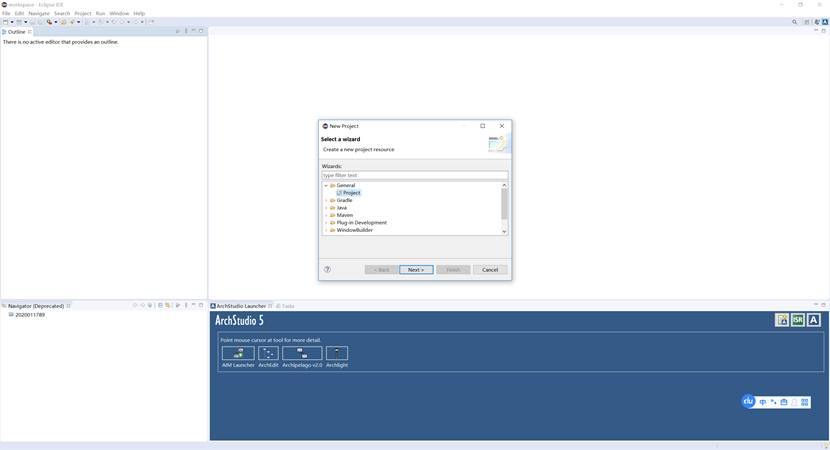 workspace - Eclipse IDE
File Edit Navigate Search Project Run Window Help
Outline
There is no active editor that provides an outline.
New Project
Select a wizard
Create a new project resource
Wizards:
type filter text
General
Project
Gradle
Java
Maven
Plug-in Development
WindowBuilder
?
< Back
Next >
Finish
Cancel
Navigator (Deprecated)
2020011789
ArchStudio Launcher
Tasks
ArchStudio 5
ISR
A
Point mouse cursor at tool for more detail.
AIM Launcher ArchEdit Archipelago v2.0 Archlight
du 中